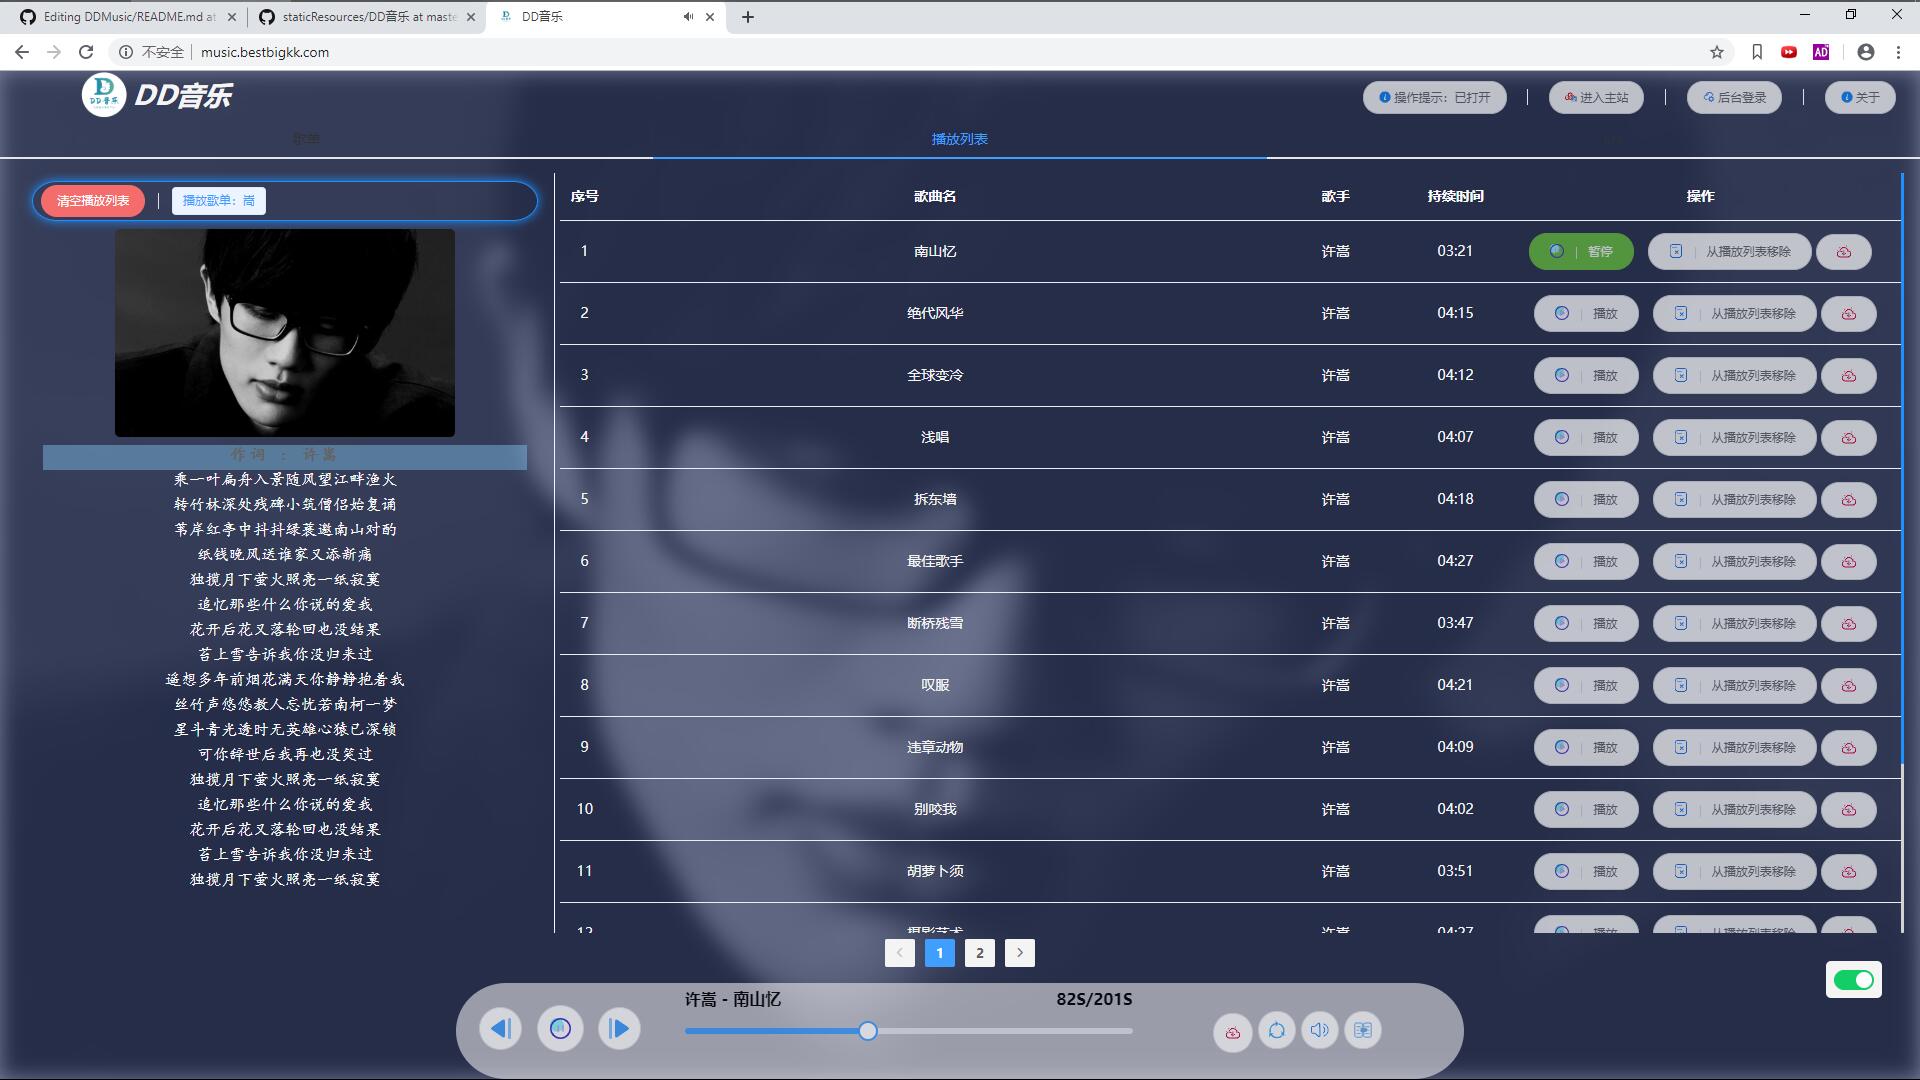 Editing DDMusic/README.md at
staticResources/DD音乐 at maste
DD音乐
不安全
music.bestbigkk.com
DD音乐
DD音乐
操作提示：已打开
进入主站
后台登录
关于
歌单
播放列表
清空播放列表
播放歌单：嵩
作词 ： 许嵩
乘一叶扁舟入景随风望江畔渔火
转竹林深处残碑小筑僧侣始复诵
苇岸红亭中抖抖绿蓑邀南山对酌
纸钱晚风送谁家又添新痛
独揽月下萤火照亮一纸寂寞
追忆那些什么你说的爱我
花开后花又落轮回也没结果
苔上雪告诉我你没归来过
遥想多年前烟花满天你静静抱着我
丝竹声悠悠教人忘忧若南柯一梦
星斗青光透时无英雄心猿已深锁
可你辞世后我再也没笑过
独揽月下萤火照亮一纸寂寞
追忆那些什么你说的爱我
花开后花又落轮回也没结果
苔上雪告诉我你没归来过
独揽月下萤火照亮一纸寂寞
序号 歌曲名 歌手 持续时间 操作
1 南山忆 许嵩 03:21 暂停 从播放列表移除
2 绝代风华 许嵩 04:15 播放 从播放列表移除
3 全球变冷 许嵩 04:12 播放 从播放列表移除
4 浅唱 许嵩 04:07 播放 从播放列表移除
5 拆东墙 许嵩 04:18 播放 从播放列表移除
6 最佳歌手 许嵩 04:27 播放 从播放列表移除
7 断桥残雪 许嵩 03:47 播放 从播放列表移除
8 叹服 许嵩 04:21 播放 从播放列表移除
9 违章动物 许嵩 04:09 播放 从播放列表移除
10 别咬我 许嵩 04:02 播放 从播放列表移除
11 胡萝卜须 许嵩 03:51 播放 从播放列表移除
12 摄影艺术 许嵩 04:27 播放 从播放列表移除
1 2
许嵩 - 南山忆
82S/201S